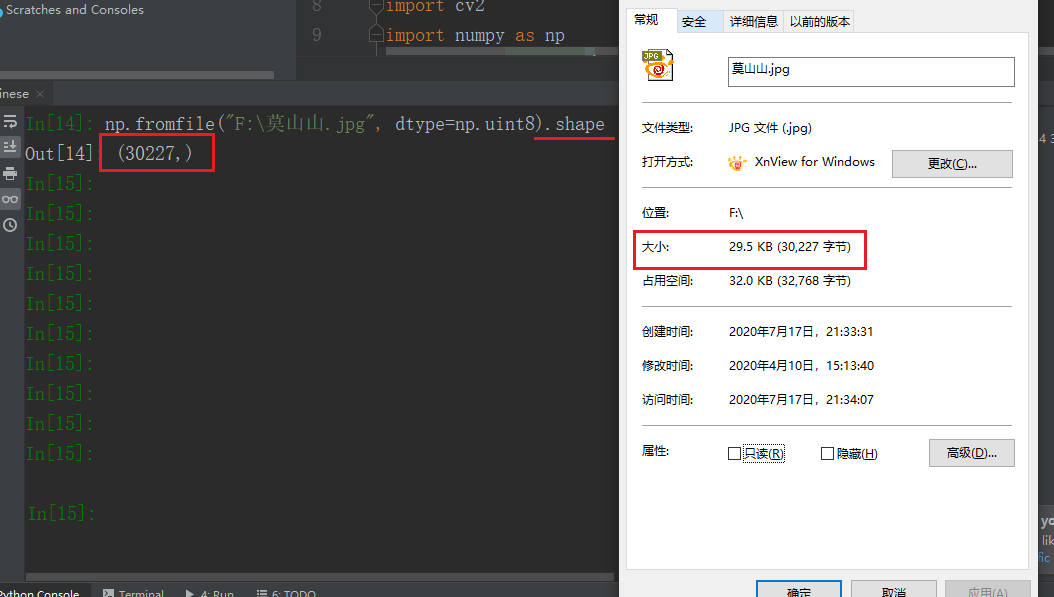 Scratches and Consoles
8 import cv2
9 import numpy as np
inese ×
In[14]: np.fromfile("F:\莫山山.jpg", dtype=np.uint8).shape
Out[14]: (30227,)
In[15]:
In[15]:
In[15]:
In[15]:
In[15]:
In[15]:
In[15]:
In[15]:
In[15]:
In[15]:
In[15]:
Python Console Terminal 4: Run 6: TODO
常规 安全 详细信息 以前的版本
JPG
莫山山.jpg
文件类型: JPG 文件 (.jpg)
打开方式: XnView for Windows 更改(C)...
位置: F:\
大小: 29.5 KB (30,227 字节)
占用空间: 32.0 KB (32,768 字节)
创建时间: 2020年7月17日，21:33:31
修改时间: 2020年4月10日，15:13:40
访问时间: 2020年7月17日，21:34:07
属性: 只读(R) 隐藏(H) 高级(D)...
确定 取消 应用(A)
4 3
yo
lik
fic